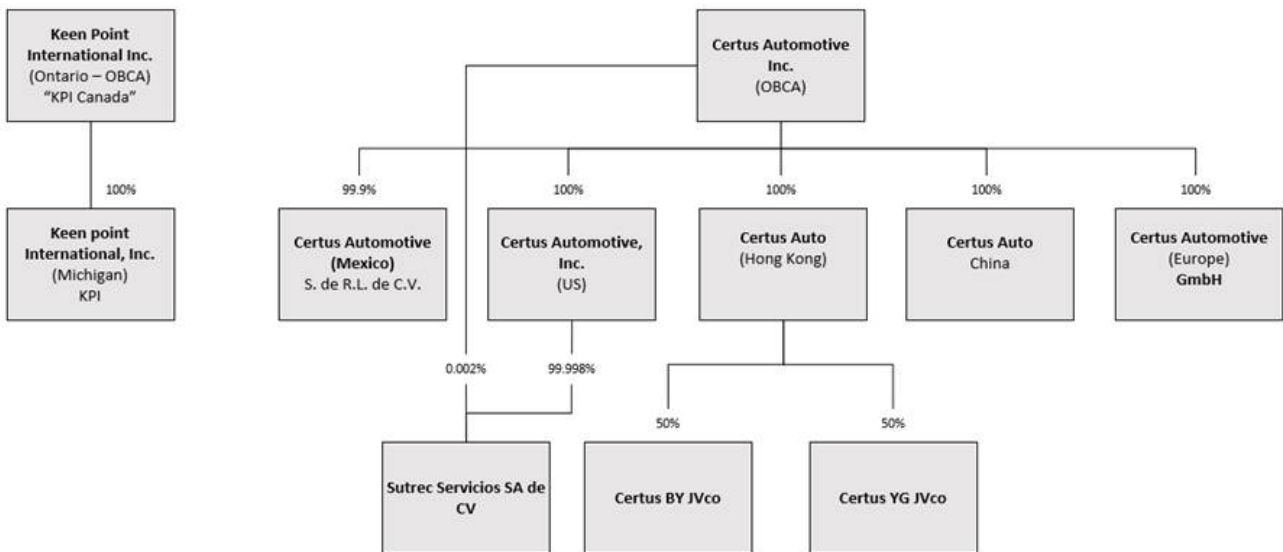 Keen Point
International Inc.
(Ontario – OBCA)
“KPI Canada”
Certus Automotive
Inc.
(OBCA)
100%
99.9%
100%
100%
100%
100%
Keen point
International, Inc.
(Michigan)
KPI
Certus Automotive
(Mexico)
S. de R.L. de C.V.
Certus Automotive,
Inc.
(US)
Certus Auto
(Hong Kong)
Certus Auto
China
Certus Automotive
(Europe)
GmbH
0.002%
99.998%
50%
50%
Sutrec Servicios SA de
CV
Certus BY JVco
Certus YG JVco